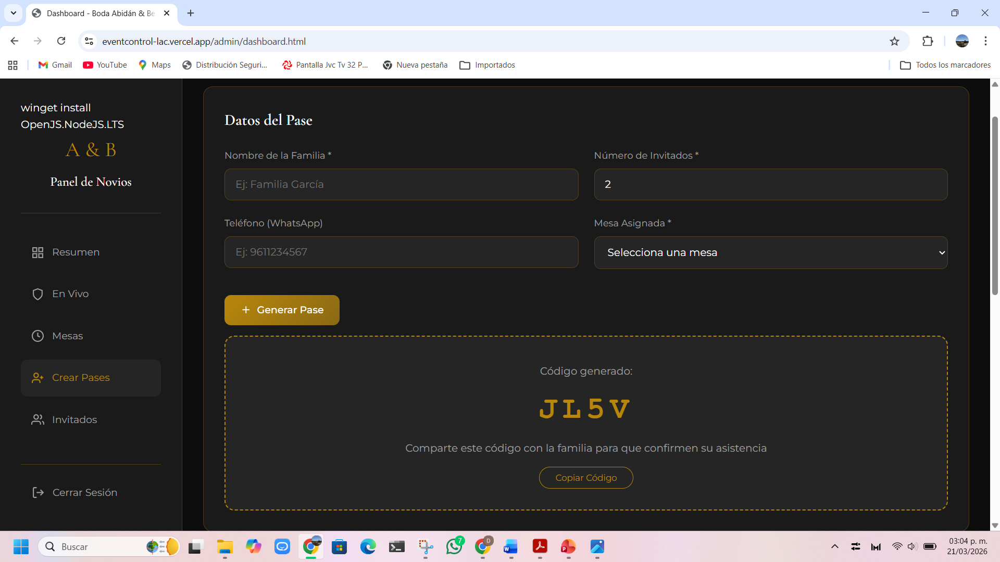 Dashboard - Boda Abidán & Be
eventcontrol-lac.vercel.app/admin/dashboard.html
Gmail
YouTube
Maps
Distribución Seguri...
Pantalla Jvc Tv 32 P...
Nueva pestaña
Importados
Todos los marcadores
winget install
OpenJS.NodeJS.LTS
A & B
Panel de Novios
Resumen
En Vivo
Mesas
Crear Pases
Invitados
Cerrar Sesión
Datos del Pase
Nombre de la Familia *
Número de Invitados *
Ej: Familia García
2
Teléfono (WhatsApp)
Mesa Asignada *
Ej: 9611234567
Selecciona una mesa
+ Generar Pase
Código generado:
JL5V
Comparte este código con la familia para que confirmen su asistencia
Copiar Código
Buscar
7
D
W
P
03:04 p. m.
21/03/2026